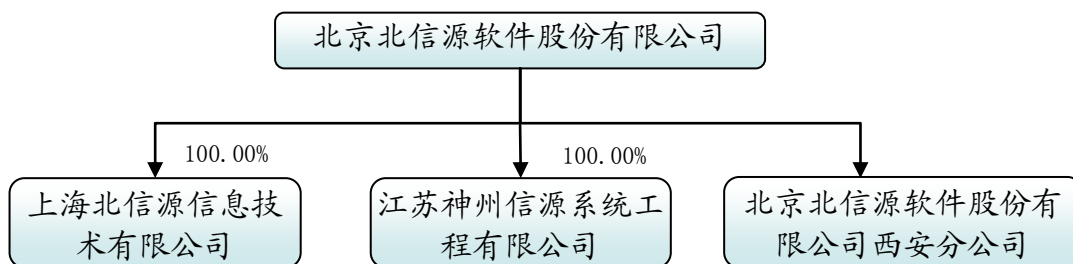 北京北信源软件股份有限公司
100.00%
100.00%
上海北信源信息技
术有限公司
江苏神州信源系统工
程有限公司
北京北信源软件股份有
限公司西安分公司